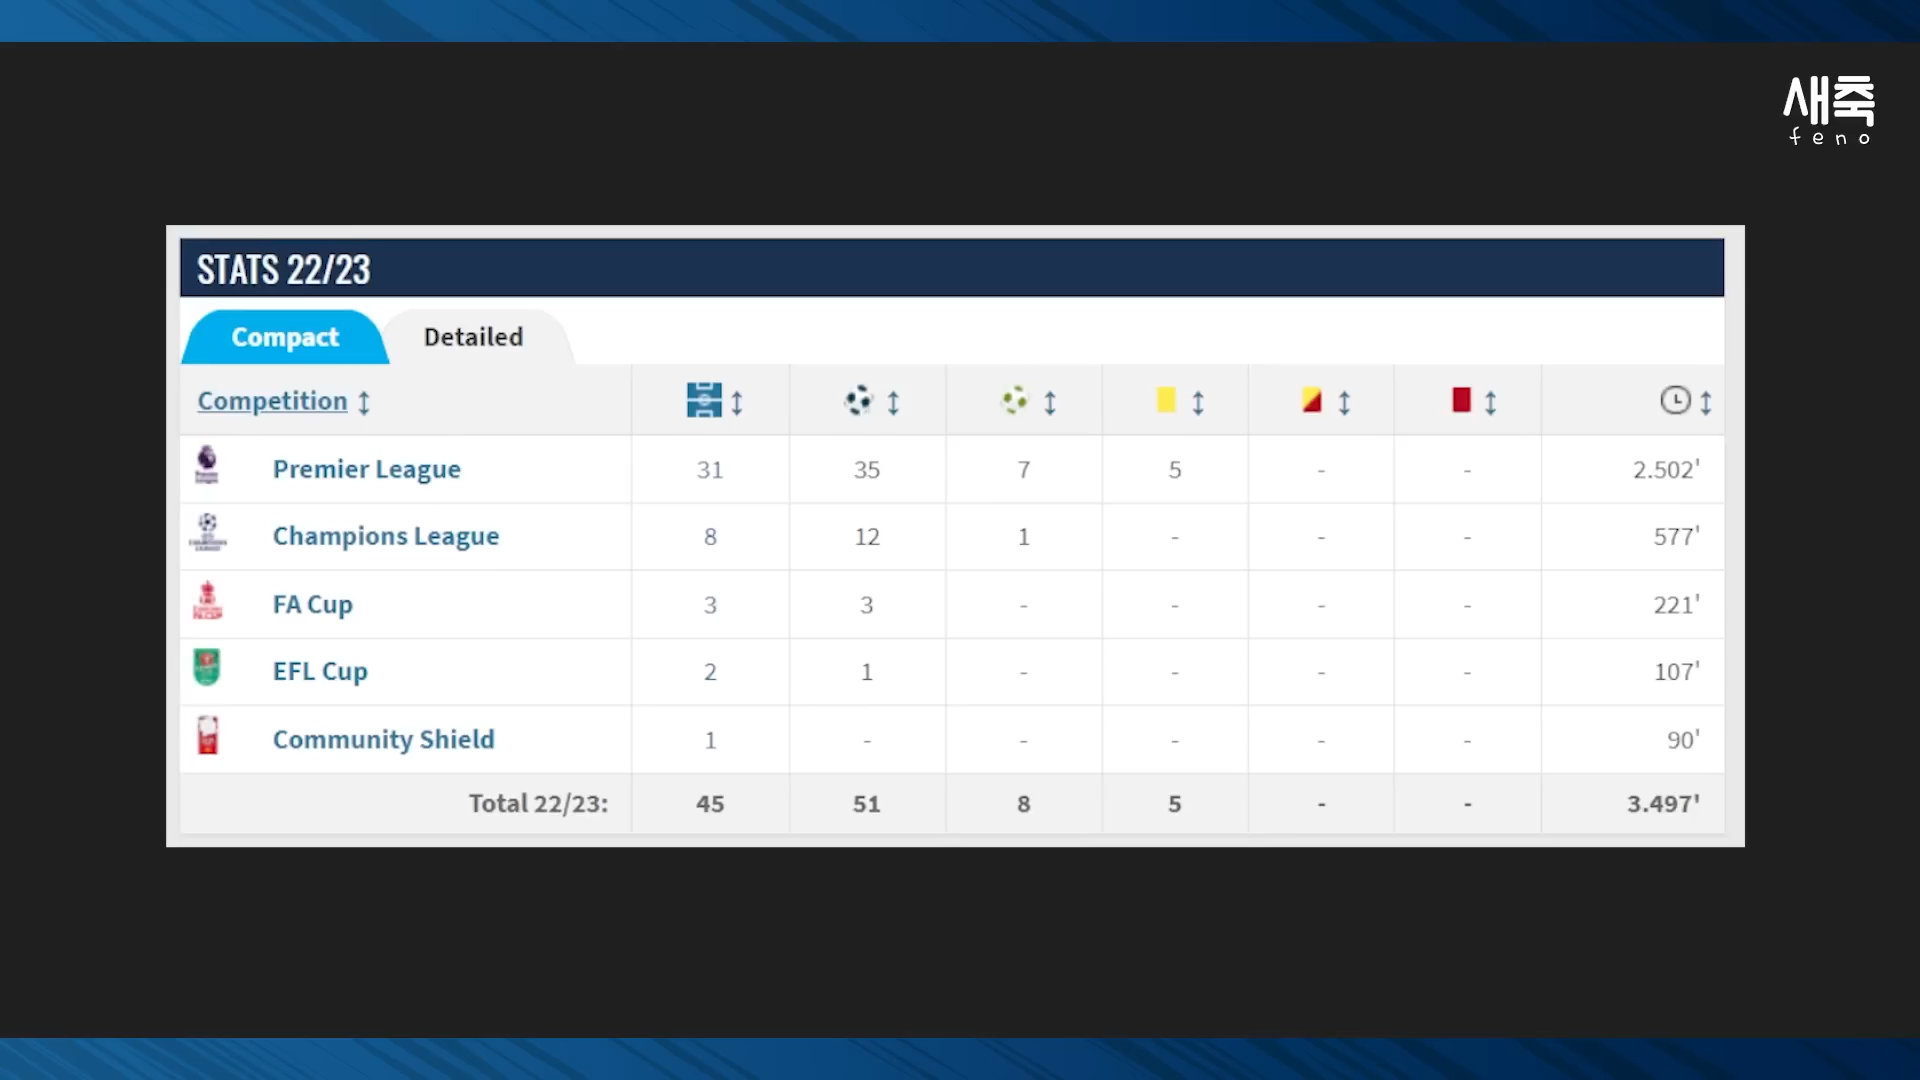 새축
feno
STATS 22/23
Compact Detailed
Competition
Premier League 31 35 7 5 - - 2.502'
Champions League 8 12 1 - - - 577'
FA Cup 3 3 - - - - 221'
EFL Cup 2 1 - - - - 107'
Community Shield 1 - - - - - 90'
Total 22/23: 45 51 8 5 - - 3.497'